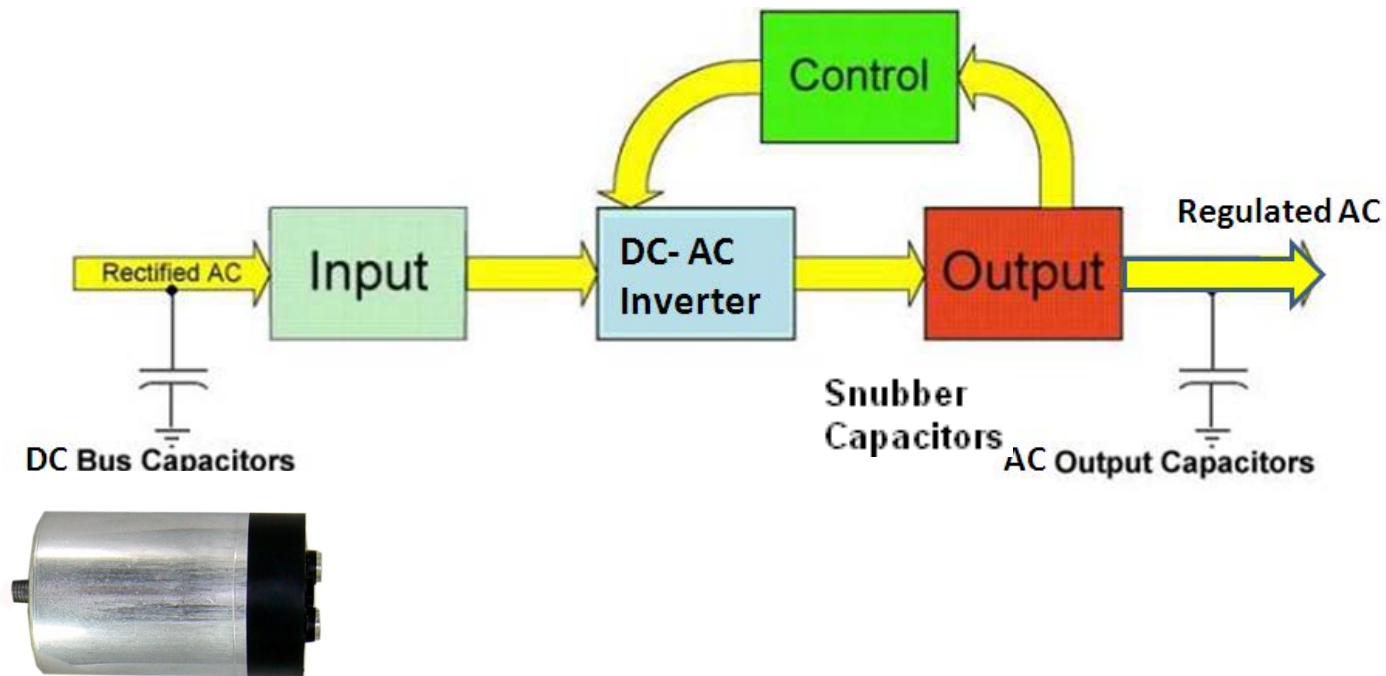 Control
Regulated AC
Rectified AC
Input
DC- AC
Inverter
Output
Snubber
Capacitors
DC Bus Capacitors
AC Output Capacitors